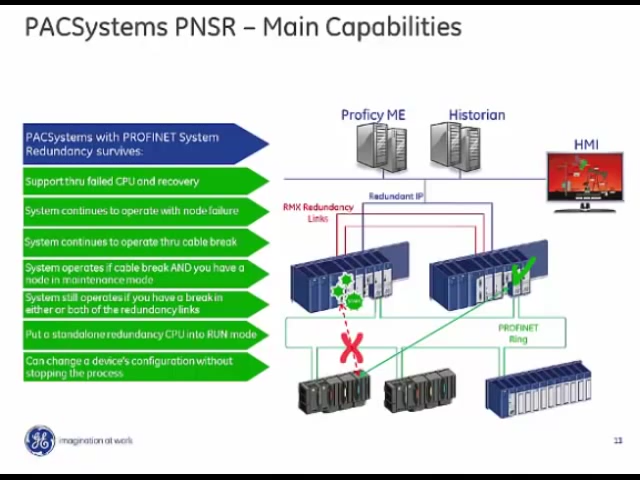 PACSystems PNSR – Main Capabilities
PACSystems with PROFINET System
Redundancy survives:
Support thru failed CPU and recovery
System continues to operate with node failure
System continues to operate thru cable break
System operates if cable break AND you have a
node in maintenance mode
System still operates if you have a break in
either or both of the redundancy links
Put a standalone redundancy CPU into RUN mode
Can change a device's configuration without
stopping the process
Proficy ME
Historian
HMI
Redundant IP
RMX Redundancy
Links
PROFINET
Ring
imagination at work
13